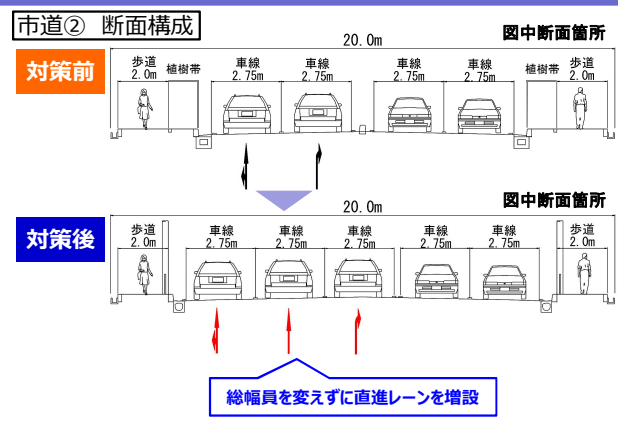 市道② 断面構成
図中断面箇所
対策前
20.0m
歩道 植樹帯 車線 車線 車線 車線 植樹帯 歩道
2.0m 2.75m 2.75m 2.75m 2.75m 2.0m
図中断面箇所
対策後
20.0m
歩道 車線 車線 車線 車線 車線 歩道
2.0m 2.75m 2.75m 2.75m 2.75m 2.75m 2.0m
総幅員を変えずに直進レーンを増設